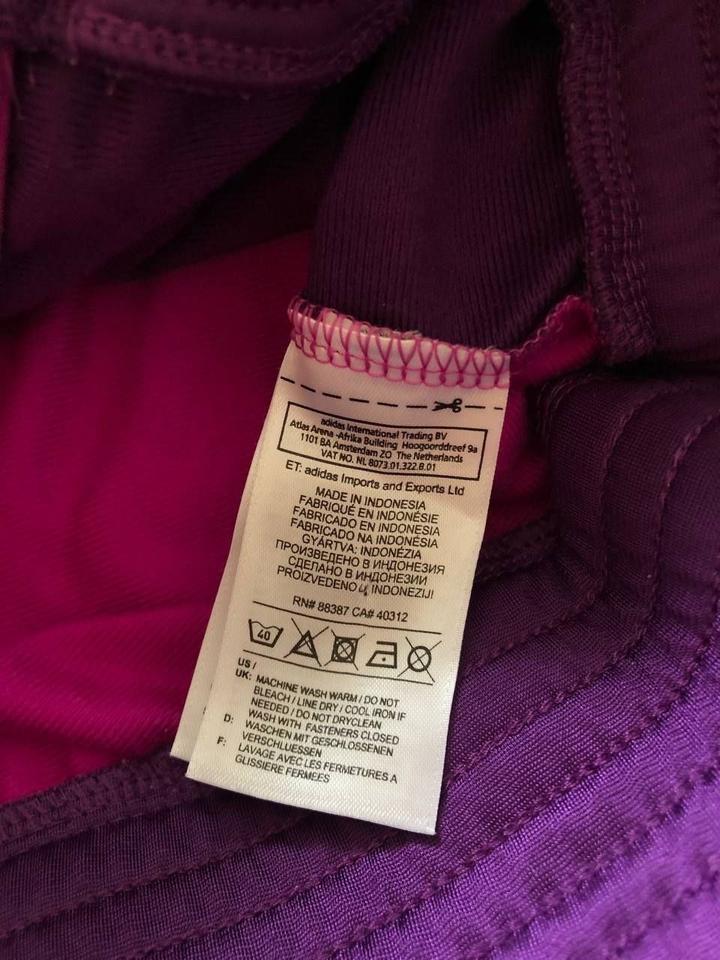 adidas International Trading BV
Atlas Arena -Afrika Building Hoogoorddreef 9a
1101 BA Amsterdam ZO The Netherlands
VAT NO. NL 8073.01.322.B.01
ET: adidas Imports and Exports Ltd
MADE IN INDONESIA
FABRIQUÉ EN INDONÉSIE
FABRICADO EN INDONESIA
FABRICADO NA INDONÉSIA
GYÁRTVA: INDONÉZIA
ПРОИЗВЕДЕНО В ИНДОНЕЗИЯ
СДЕЛАНО В ИНДОНЕЗИИ
PROIZVEDENO U INDONEZIJI
RN# 88387 CA# 40312
40
US /
UK: MACHINE WASH WARM / DO NOT
BLEACH / LINE DRY / COOL IRON IF
NEEDED / DO NOT DRYCLEAN
WASH WITH FASTENERS CLOSED
D: WASCHEN MIT GESCHLOSSENEN
VERSCHLUESSEN
F: LAVAGE AVEC LES FERMETURES A
GLISSIERE FERMEES